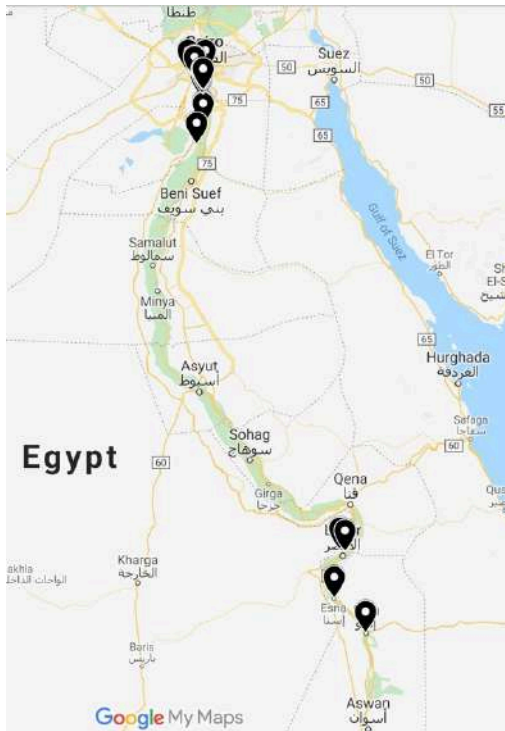 طنطا
Suez
السويس
50
50
75
65
55
65
75
Beni Suef
بني سويف
Gulf of Suez
Samalut
سمالوط
El Tor
الطور
Minya
المنيا
65
Hurghada
الغردقة
Asyut
أسيوط
Safaga
سفاجا
Sohag
سوهاج
60
Egypt
60
Qena
قنا
Girga
جرجا
Kharga
الخارجة
Esna
إسنا
Baris
باريس
Aswan
أسوان
Google My Maps